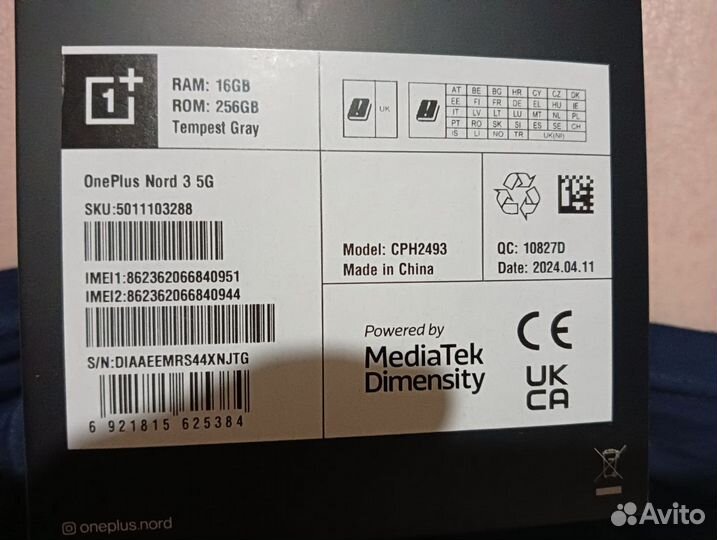 1+
RAM: 16GB
ROM: 256GB
Tempest Gray
UK
AT BE BG HR CY CZ DK
EE FI FR DE EL HU IE
IT LV LT LU MT NL PL
PT RO SK SI ES SE CH
IS LI NO TR UK(NI)
OnePlus Nord 3 5G
SKU:5011103288
IMEI1:862362066840951
IMEI2:862362066840944
S/N:DIAAEEMRS44XNJTG
6 921815 625384
Model: CPH2493
Made in China
QC: 10827D
Date: 2024.04.11
Powered by
MediaTek
Dimensity
CE
UK
CA
oneplus.nord
Avito